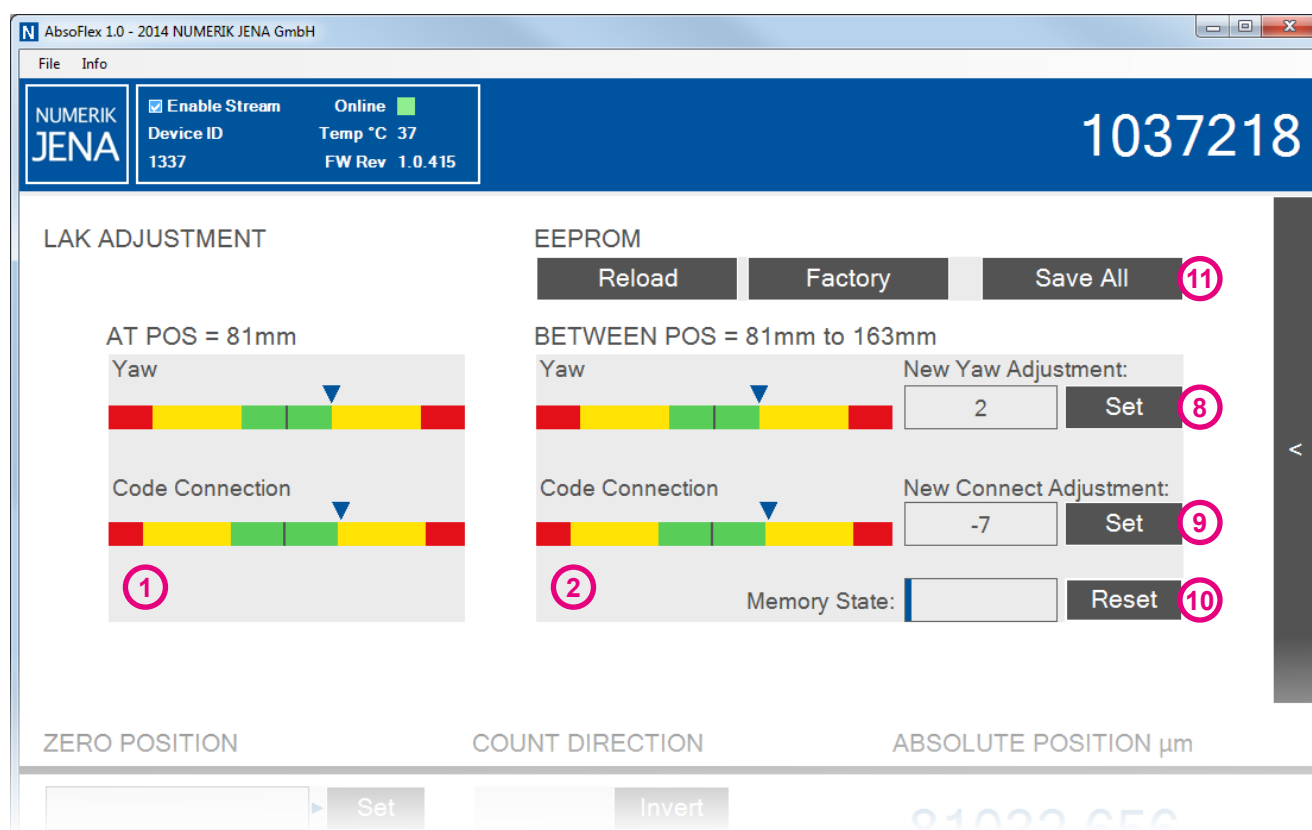 N AbsoFlex 1.0 - 2014 NUMERIK JENA GmbH
File Info
NUMERIK
JENA
Enable Stream Online
Device ID Temp °C 37
1337 FW Rev 1.0.415
1037218
LAK ADJUSTMENT
EEPROM
Reload Factory Save All 11
AT POS = 81mm
BETWEEN POS = 81mm to 163mm
Yaw
Yaw
New Yaw Adjustment:
2 Set 8
Code Connection
Code Connection
New Connect Adjustment:
-7 Set 9
1
2
Memory State: Reset 10
<
ZERO POSITION COUNT DIRECTION ABSOLUTE POSITION µm
Set Invert 81022,656